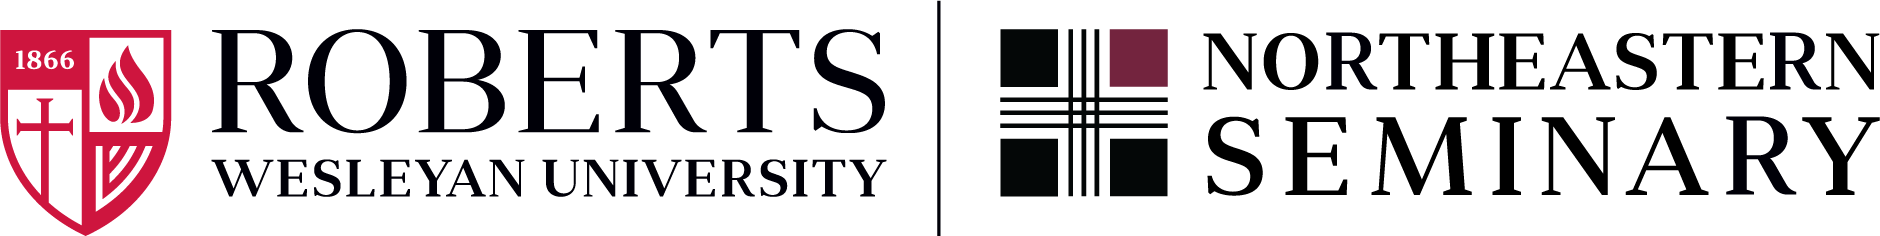 1866
ROBERTS
WESLEYAN UNIVERSITY
NORTHEASTERN
SEMINARY